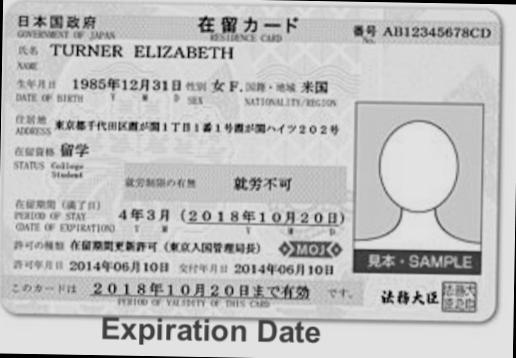 日本国政府 在留カード 番号 AB12345678CD
GOVERNMENT OF JAPAN RESIDENCE CARD No.
氏名 TURNER ELIZABETH
NAME
生年月日 1985年12月31日 性別 女 F. 国籍・地域 米国
DATE OF BIRTH Y M D SEX NATIONALITY/REGION
住居地 東京都千代田区霞が関1丁目1番1号霞が関ハイツ202号
ADDRESS
在留資格 留学
STATUS College
Student
就労制限の有無 就労不可
在留期間(満了日)
PERIOD OF STAY 4年3月(2018年10月20日)
(DATE OF EXPIRATION) Y M Y M D
許可の種類 在留期間更新許可(東京入国管理局長) MOJ
見本・SAMPLE
許可年月日 2014年06月10日 交付年月日 2014年06月10日
このカードは 2018年10月20日まで有効 です。 法務大臣
PERIOD OF VALIDITY OF THIS CARD
Expiration Date